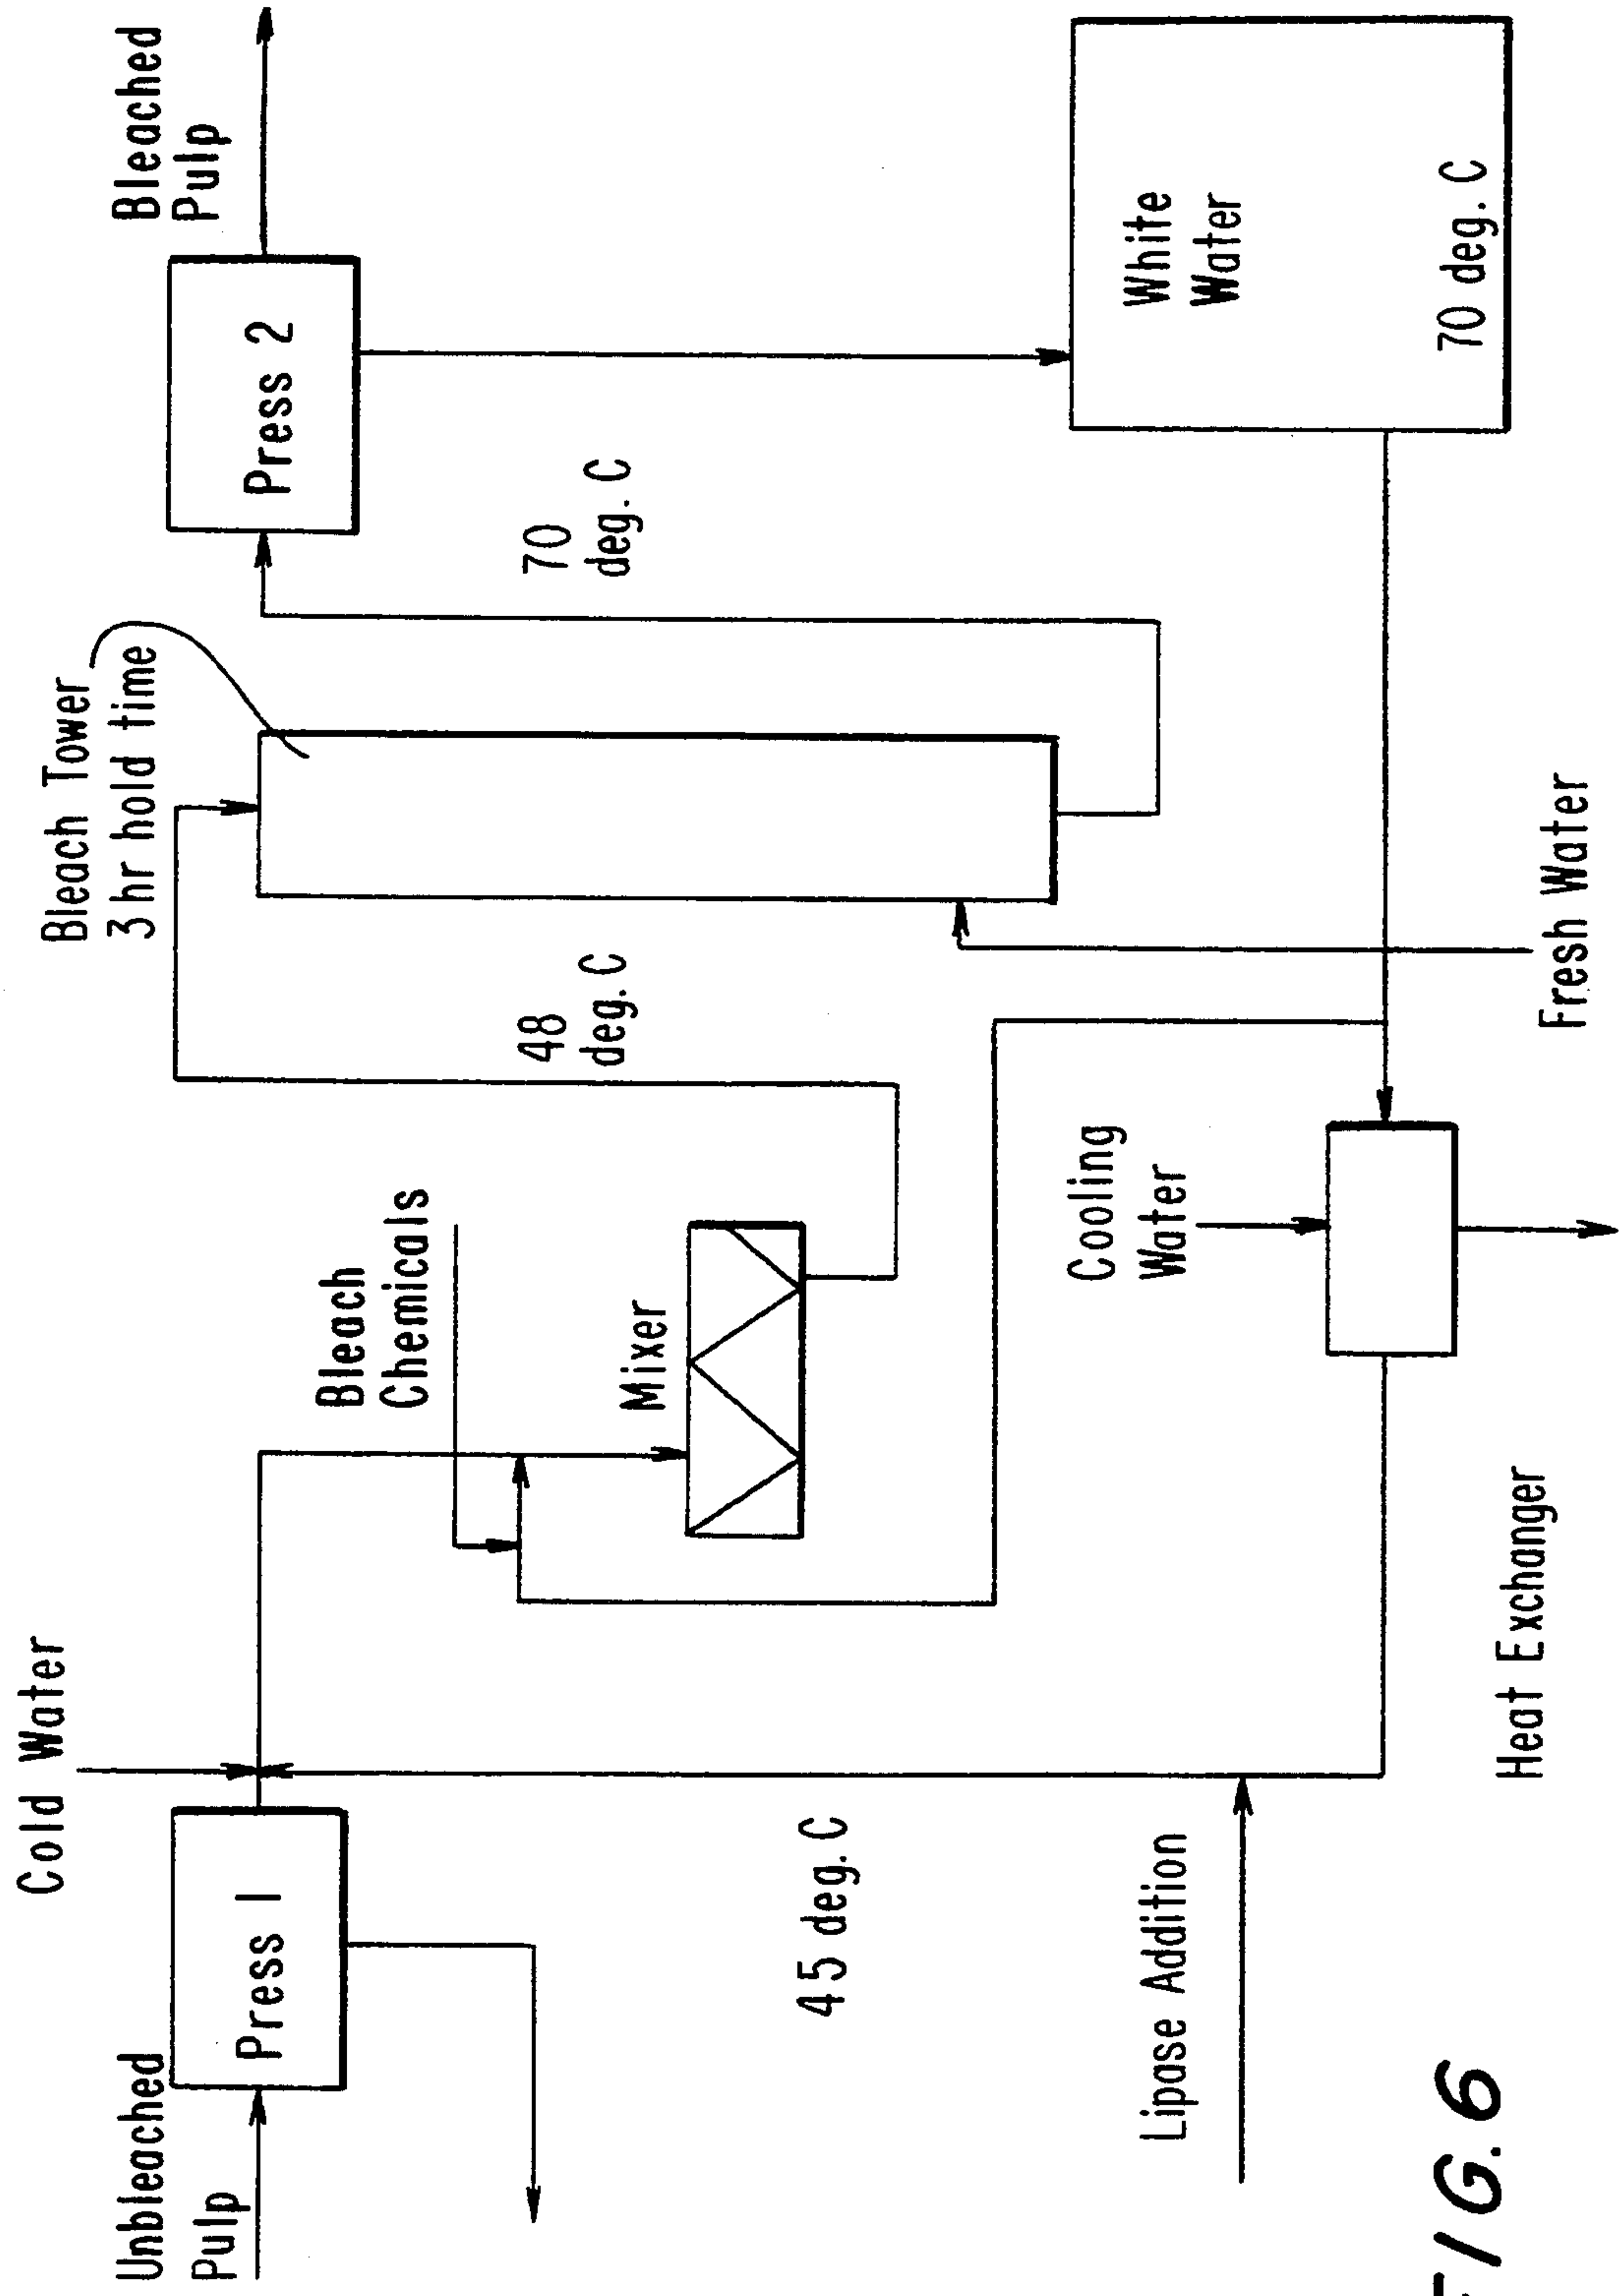 Unbleached
Pulp
Press 1
Cold Water
Bleach
Chemicals
Mixer
48
deg. C
Bleach Tower
3 hr hold time
70
deg. C
Press 2
Bleached
Pulp
45 deg. C
Lipase Addition
Heat Exchanger
Cooling
Water
Fresh Water
White
Water
70 deg. C
FIG. 6